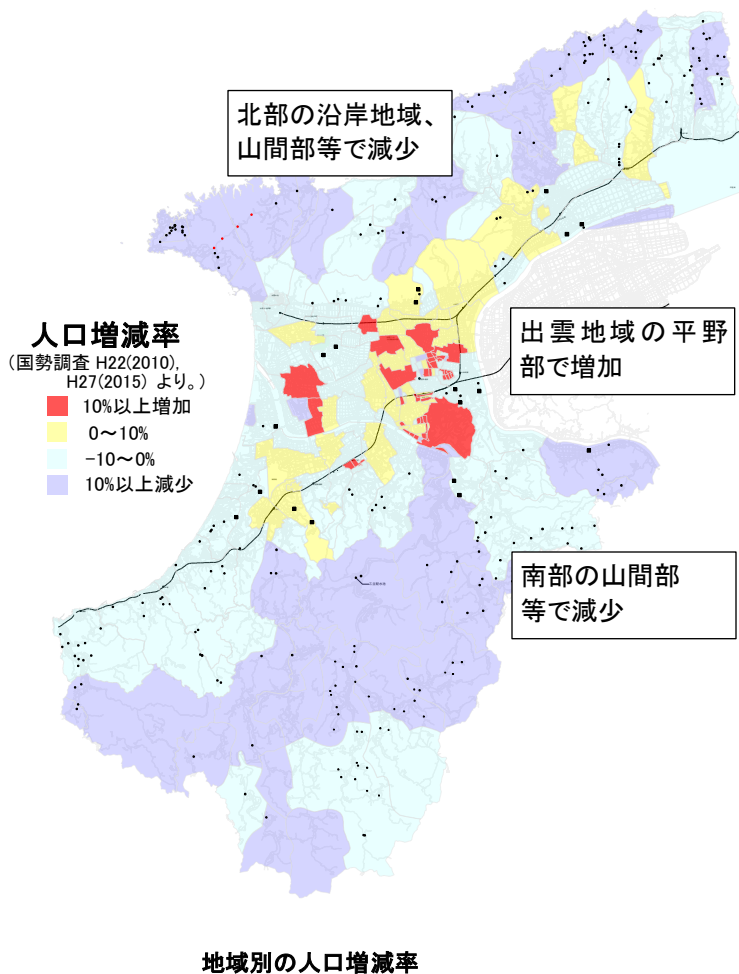 北部の沿岸地域、
山間部等で減少
出雲地域の平野
部で増加
人口増減率
（国勢調査 H22(2010),
H27(2015) より。）
10%以上増加
0～10%
-10～0%
10%以上減少
南部の山間部
等で減少
地域別の人口増減率